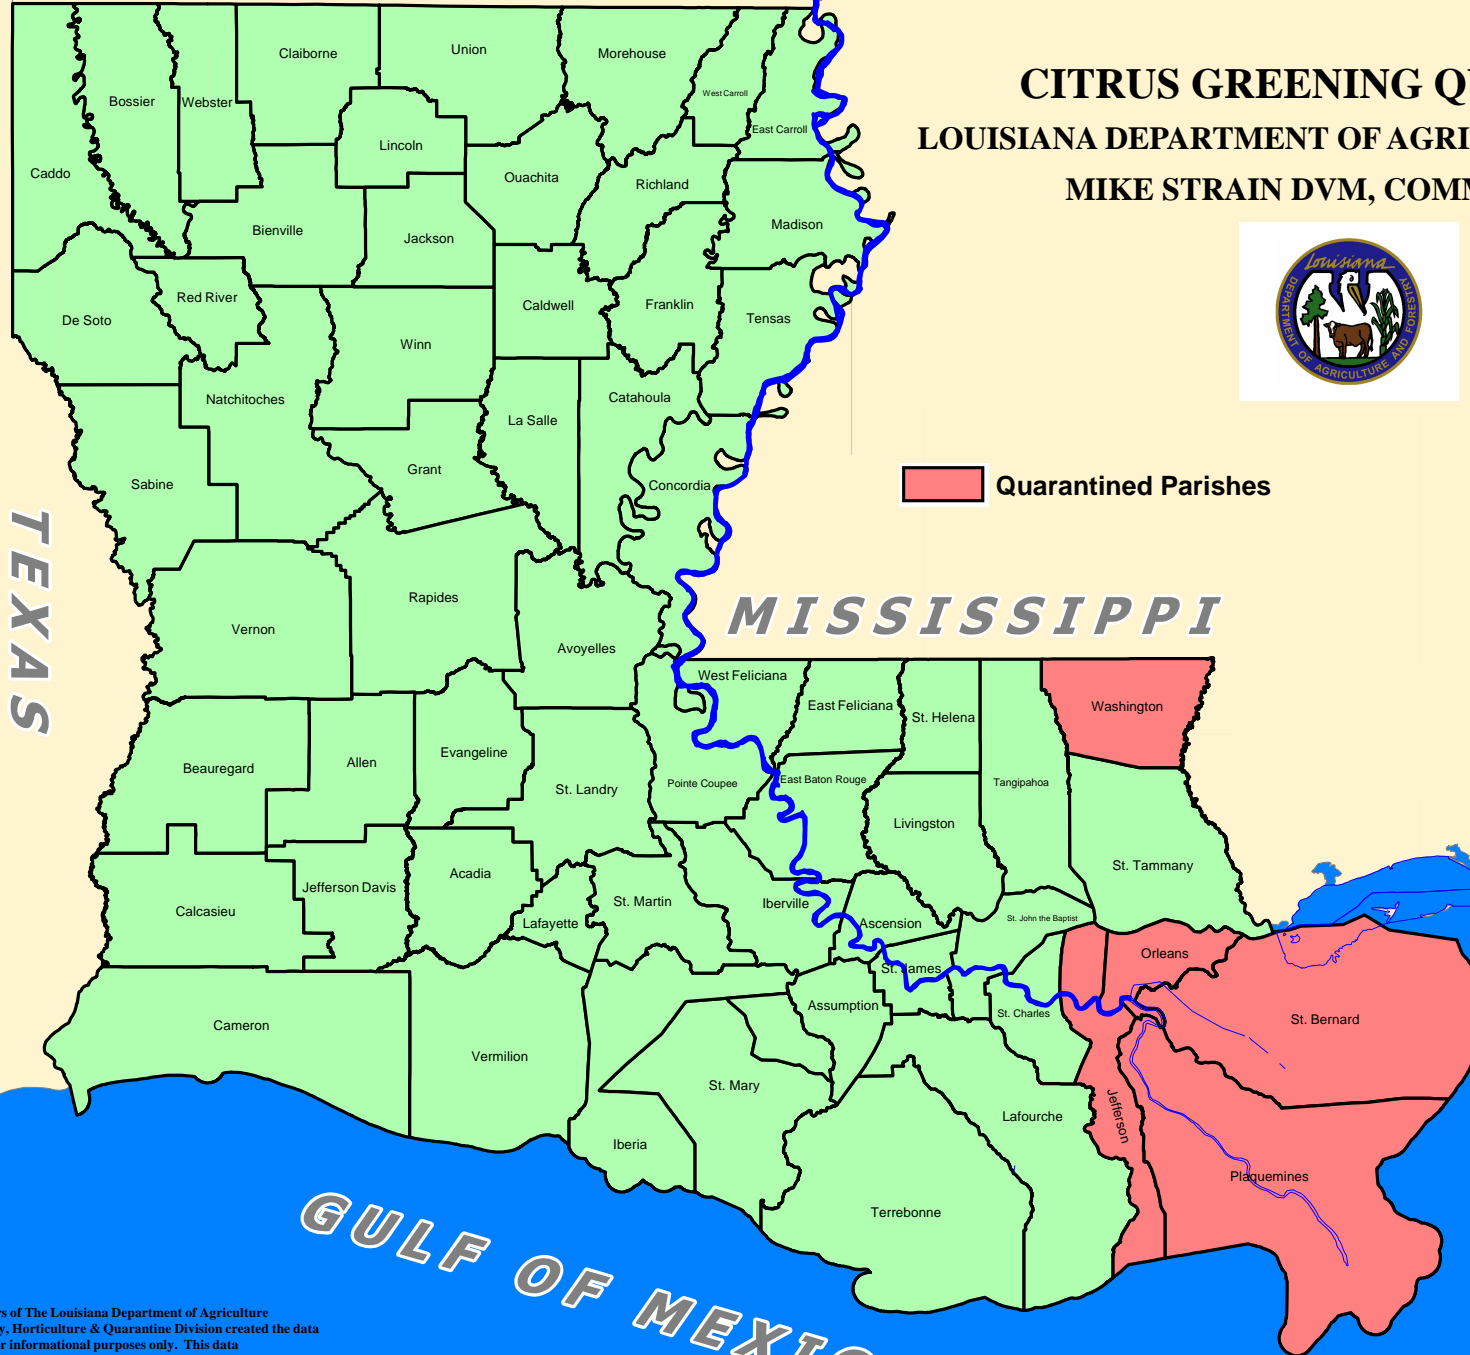 CITRUS GREENING Q
LOUISIANA DEPARTMENT OF AGRI
MIKE STRAIN DVM, COMM
Louisiana
DEPARTMENT OF AGRICULTURE AND FORESTRY
Quarantined Parishes
TEXAS
MISSISSIPPI
GULF OF MEXIC
Claiborne
Union
Morehouse
Bossier
Webster
West Carroll
East Carroll
Lincoln
Caddo
Ouachita
Richland
Madison
Bienville
Jackson
Red River
Caldwell
Franklin
Tensas
De Soto
Winn
Natchitoches
La Salle
Catahoula
Sabine
Grant
Concordia
Vernon
Rapides
Avoyelles
West Feliciana
East Feliciana
St. Helena
Washington
Beauregard
Allen
Evangeline
St. Landry
Pointe Coupee
East Baton Rouge
Tangipahoa
Livingston
St. Tammany
Calcasieu
Jefferson Davis
Acadia
Lafayette
St. Martin
Iberville
Ascension
St. John the Baptist
Orleans
Cameron
Vermilion
St. James
Assumption
St. Charles
St. Bernard
St. Mary
Iberia
Lafourche
Jefferson
Terrebonne
Plaquemines
rs of The Louisiana Department of Agriculture
y, Horticulture & Quarantine Division created the data
r informational purposes only. This data